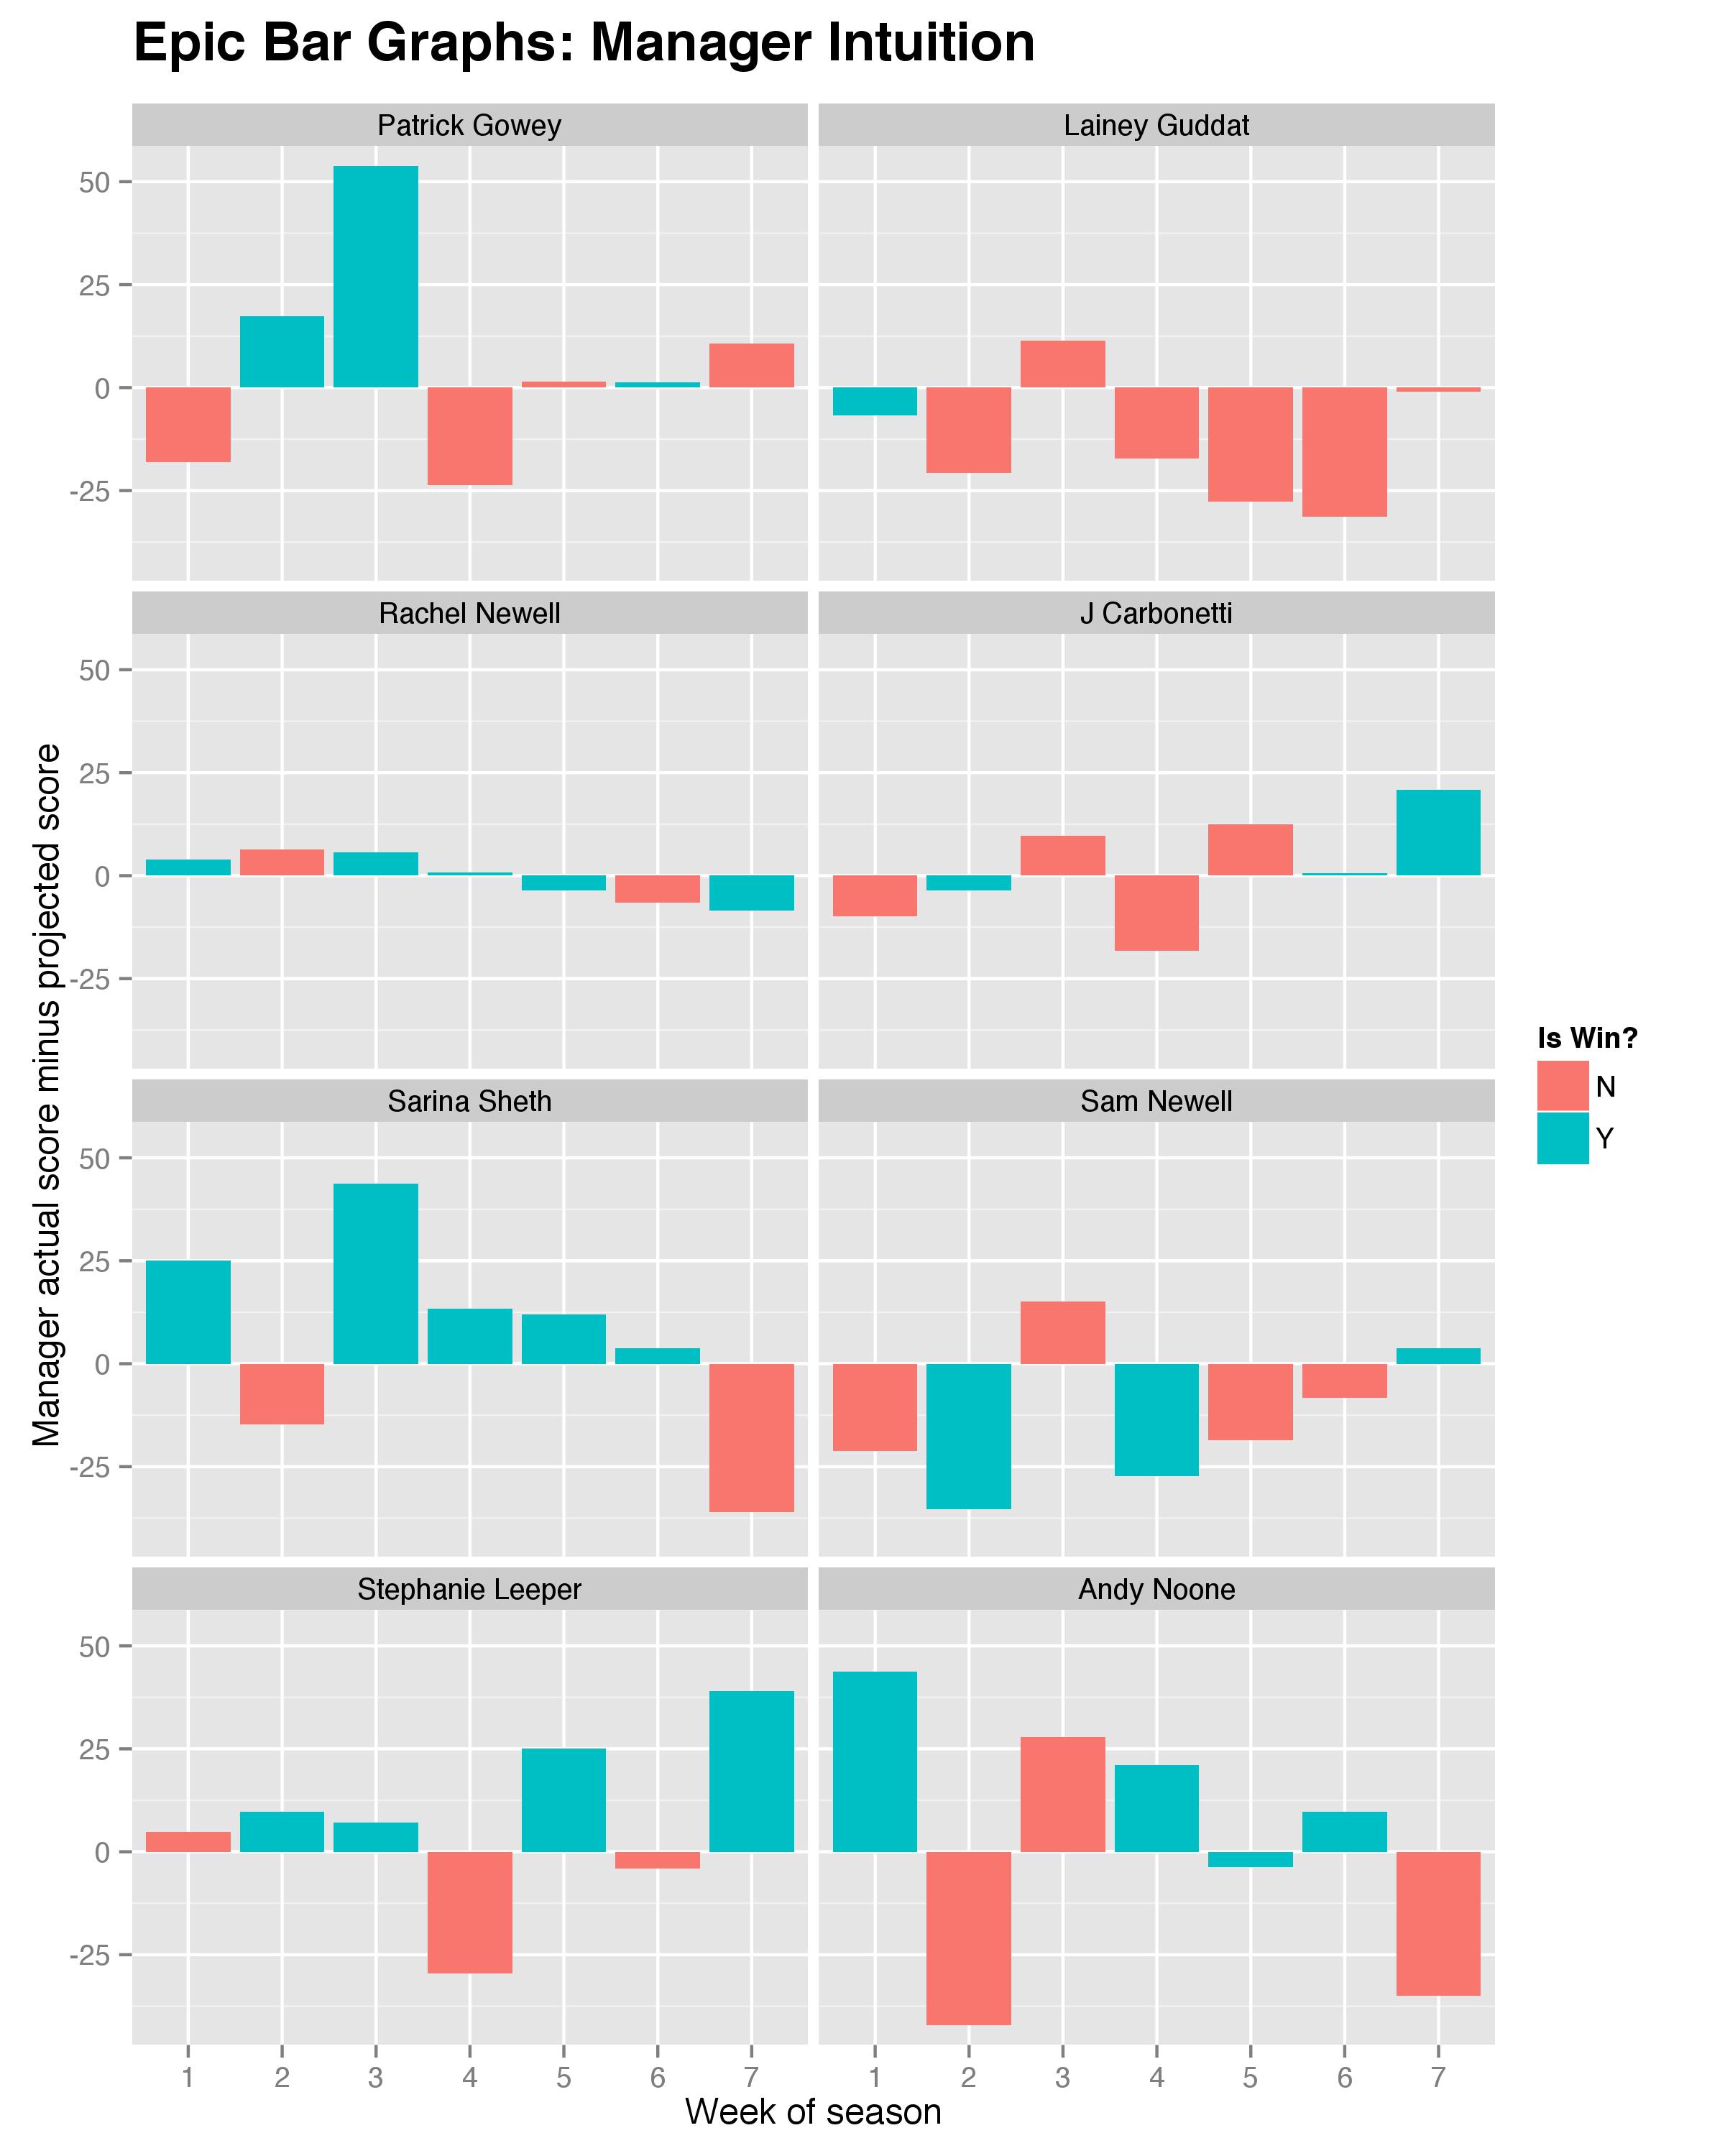 Epic Bar Graphs: Manager Intuition
Patrick Gowey
Lainey Guddat
50
25
0
-25
Rachel Newell
J Carbonetti
50
25
0
-25
Manager actual score minus projected score
Sarina Sheth
Sam Newell
50
25
0
-25
Stephanie Leeper
Andy Noone
50
25
0
-25
1 2 3 4 5 6 7 1 2 3 4 5 6 7
Week of season
Is Win?
N
Y